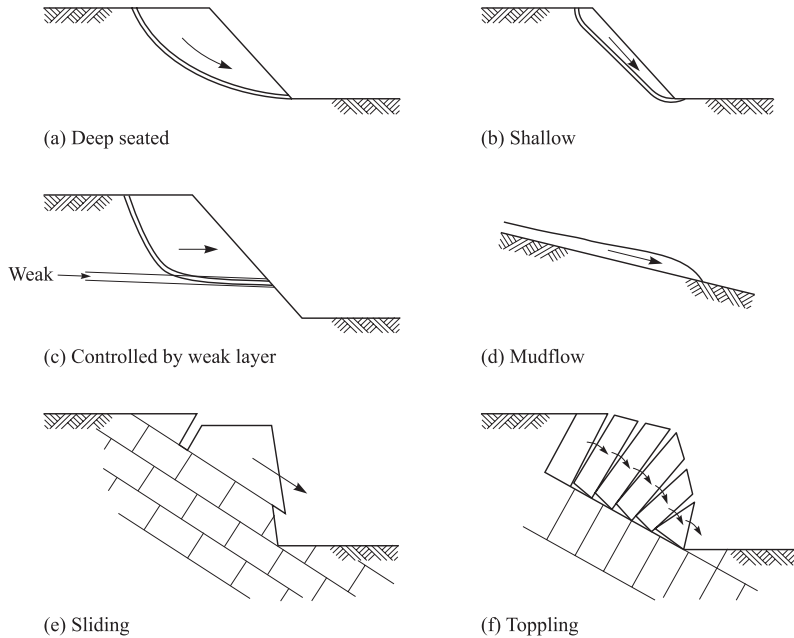 (a) Deep seated
(b) Shallow
Weak
(c) Controlled by weak layer
(d) Mudflow
(e) Sliding
(f) Toppling